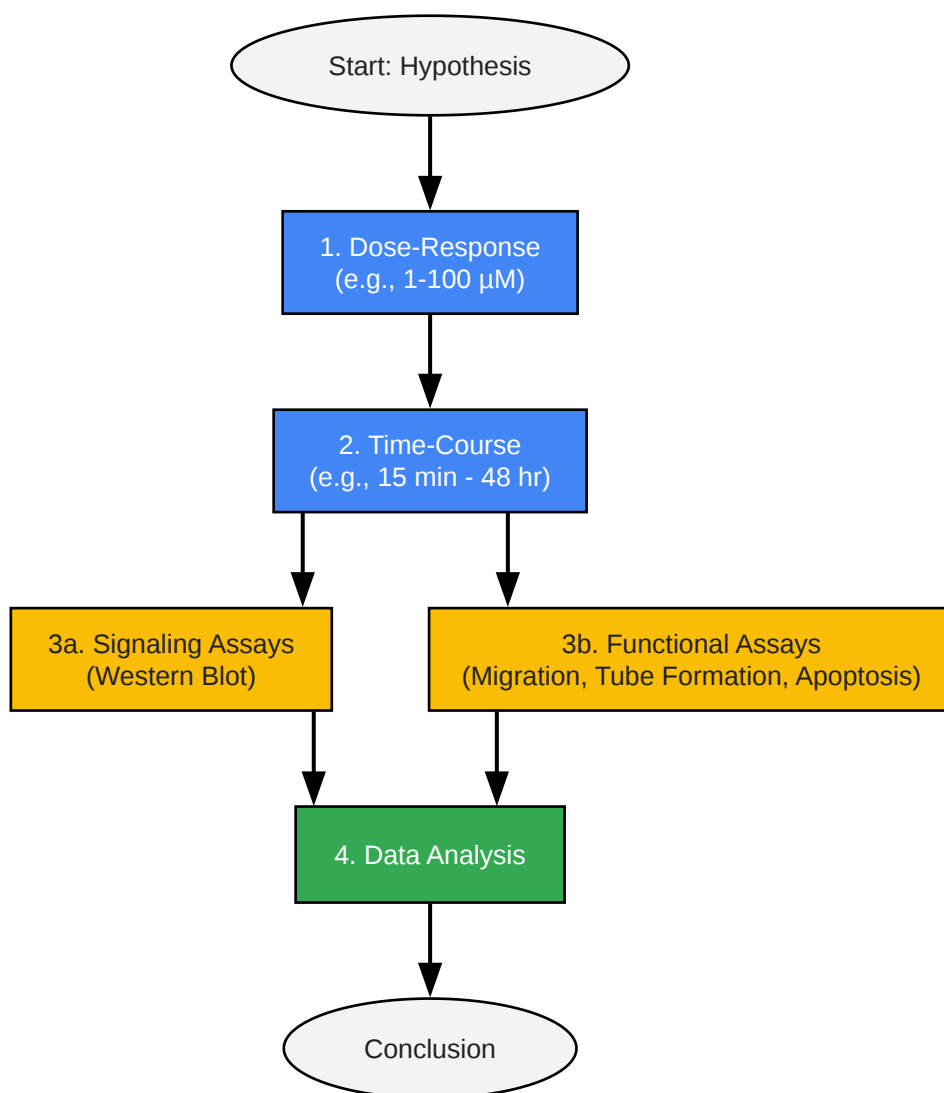 Start: Hypothesis
1. Dose-Response
(e.g., 1-100 µM)
2. Time-Course
(e.g., 15 min - 48 hr)
3a. Signaling Assays
(Western Blot)
3b. Functional Assays
(Migration, Tube Formation, Apoptosis)
4. Data Analysis
Conclusion